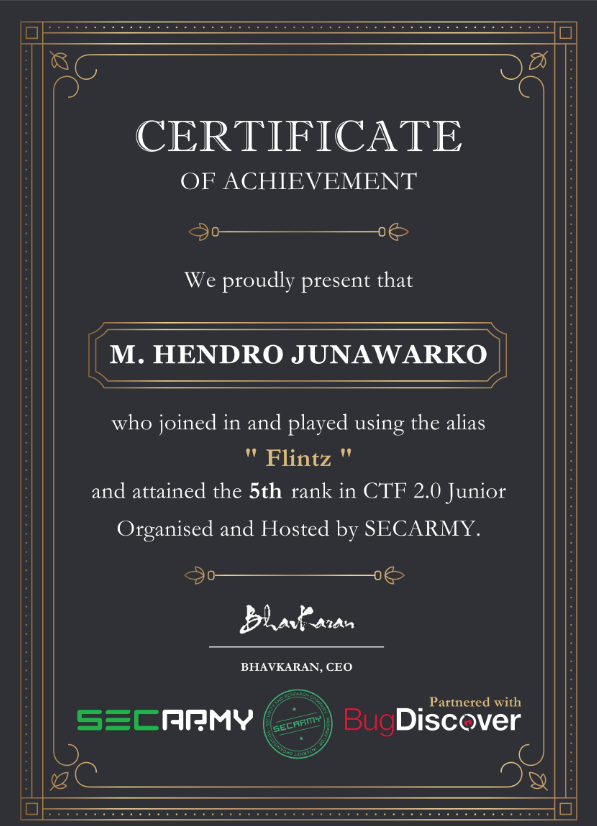 CERTIFICATE
OF ACHIEVEMENT
We proudly present that
M. HENDRO JUNAWARKO
who joined in and played using the alias
" Flintz "
and attained the 5th rank in CTF 2.0 Junior
Organised and Hosted by SECARMY.
BhavKaran
BHAVKARAN, CEO
Partnered with
SECARMY
SECARMY
BugDiscover